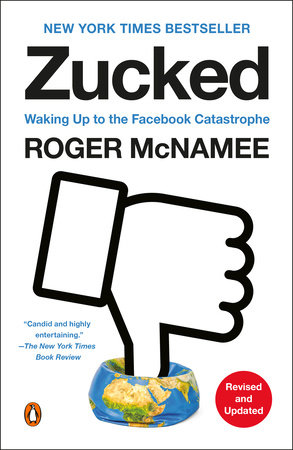 NEW YORK TIMES BESTSELLER
Zucked
Waking Up to the Facebook Catastrophe
ROGER McNAMEE
“Candid and highly
entertaining.”
—The New York Times
Book Review
Revised
and
Updated